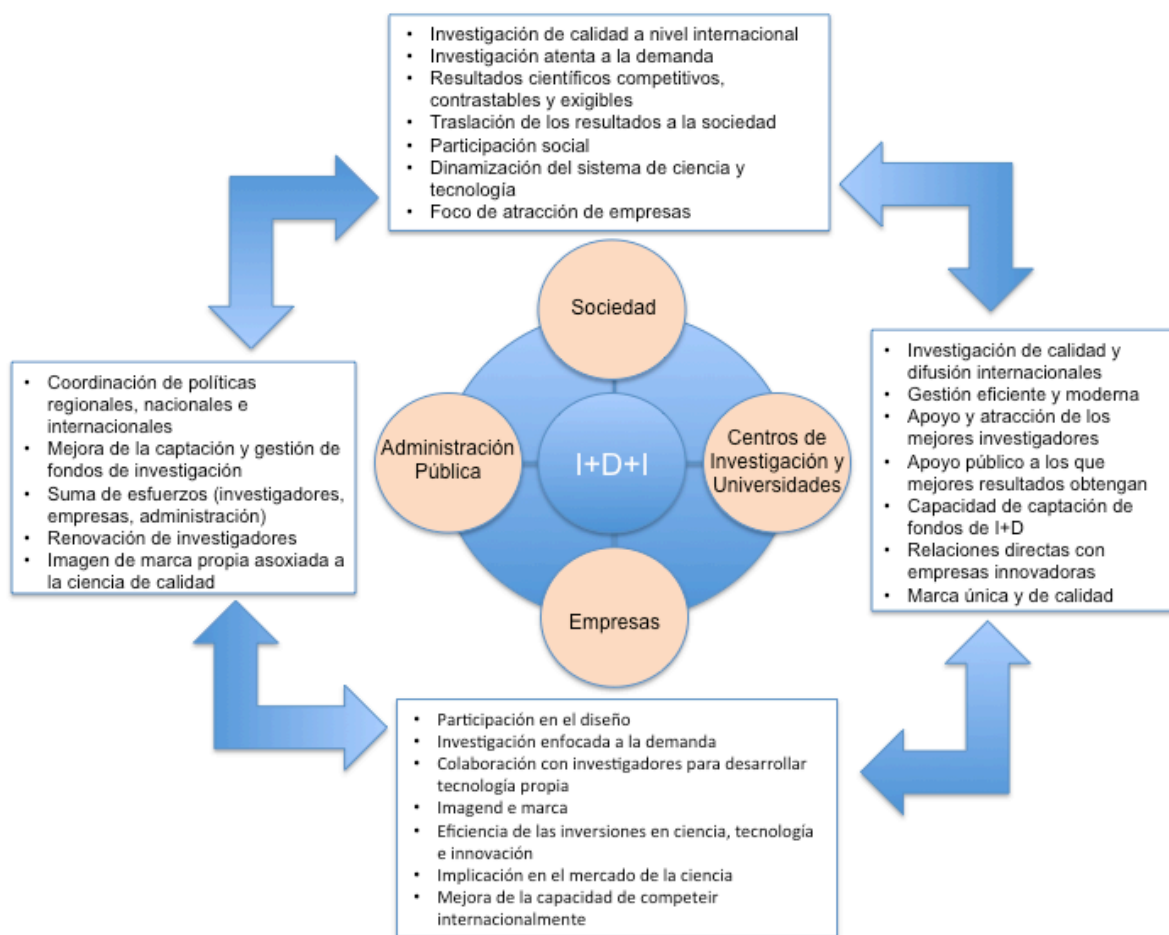 • Investigación de calidad a nivel internacional
• Investigación atenta a la demanda
• Resultados científicos competitivos,
contrastables y exigibles
• Traslación de los resultados a la sociedad
• Participación social
• Dinamización del sistema de ciencia y
tecnología
• Foco de atracción de empresas
Sociedad
• Coordinación de políticas
regionales, nacionales e
internacionales
• Mejora de la captación y gestión de
fondos de investigación
• Suma de esfuerzos (investigadores,
empresas, administración)
• Renovación de investigadores
• Imagen de marca propia asoxiada a
la ciencia de calidad
Administración
Pública
I+D+I
Centros de
Investigación y
Universidades
• Investigación de calidad y
difusión internacionales
• Gestión eficiente y moderna
• Apoyo y atracción de los
mejores investigadores
• Apoyo público a los que
mejores resultados obtengan
• Capacidad de captación de
fondos de I+D
• Relaciones directas con
empresas innovadoras
• Marca única y de calidad
Empresas
• Participación en el diseño
• Investigación enfocada a la demanda
• Colaboración con investigadores para desarrollar
tecnología propia
• Imagend e marca
• Eficiencia de las inversiones en ciencia, tecnología
e innovación
• Implicación en el mercado de la ciencia
• Mejora de la capacidad de competeir
internacionalmente